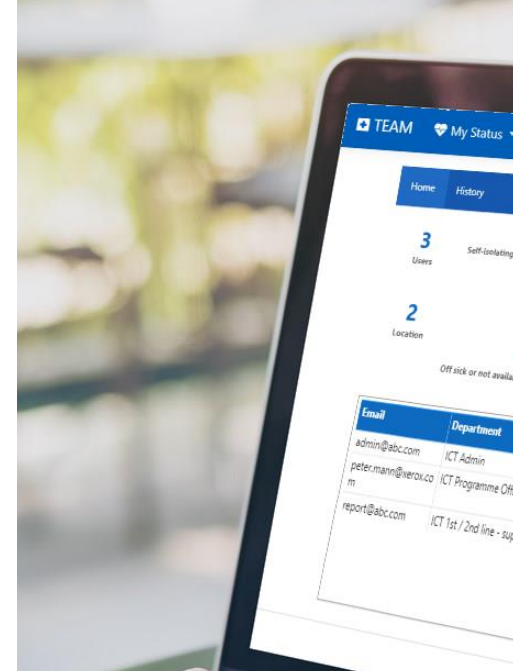 TEAM My Status
Home History
3
Users
Self-isolating
2
Location
Off sick or not availa
Email Department
admin@abc.com ICT Admin
peter.mann@xerox.co ICT Programme Off
m
report@abc.com ICT 1st / 2nd line - sup